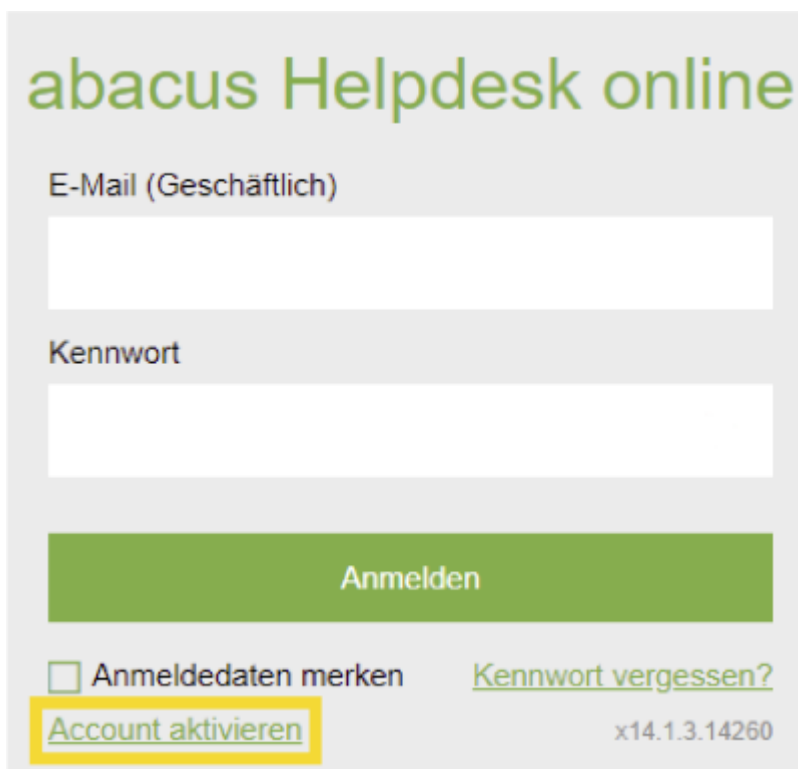 abacus Helpdesk online
E-Mail (Geschäftlich)
Kennwort
Anmelden
Anmeldedaten merken Kennwort vergessen?
Account aktivieren x14.1.3.14260